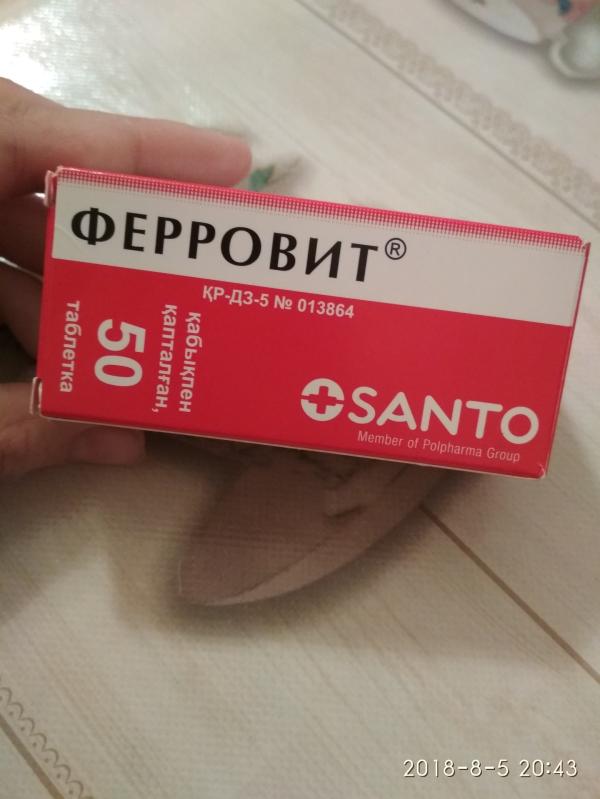 ФЕРРОВИТ®
ҚР-ДЗ-5 № 013864
қабықпен
қапталған,
50
таблетка
SANTO
Member of Polpharma Group
2018-8-5 20:43